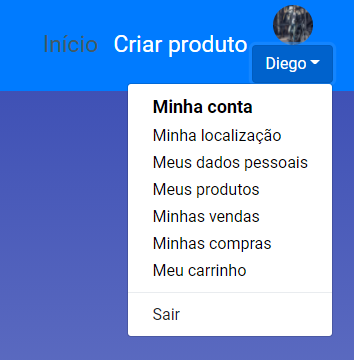 Início Criar produto
Diego
Minha conta
Minha localização
Meus dados pessoais
Meus produtos
Minhas vendas
Minhas compras
Meu carrinho
Sair